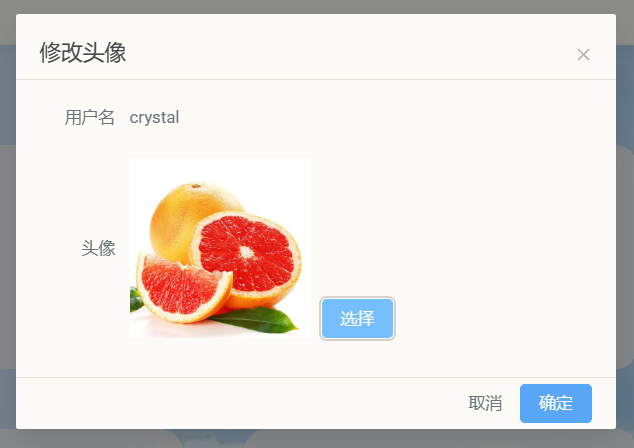 修改头像
用户名 crystal
头像
选择
取消 确定